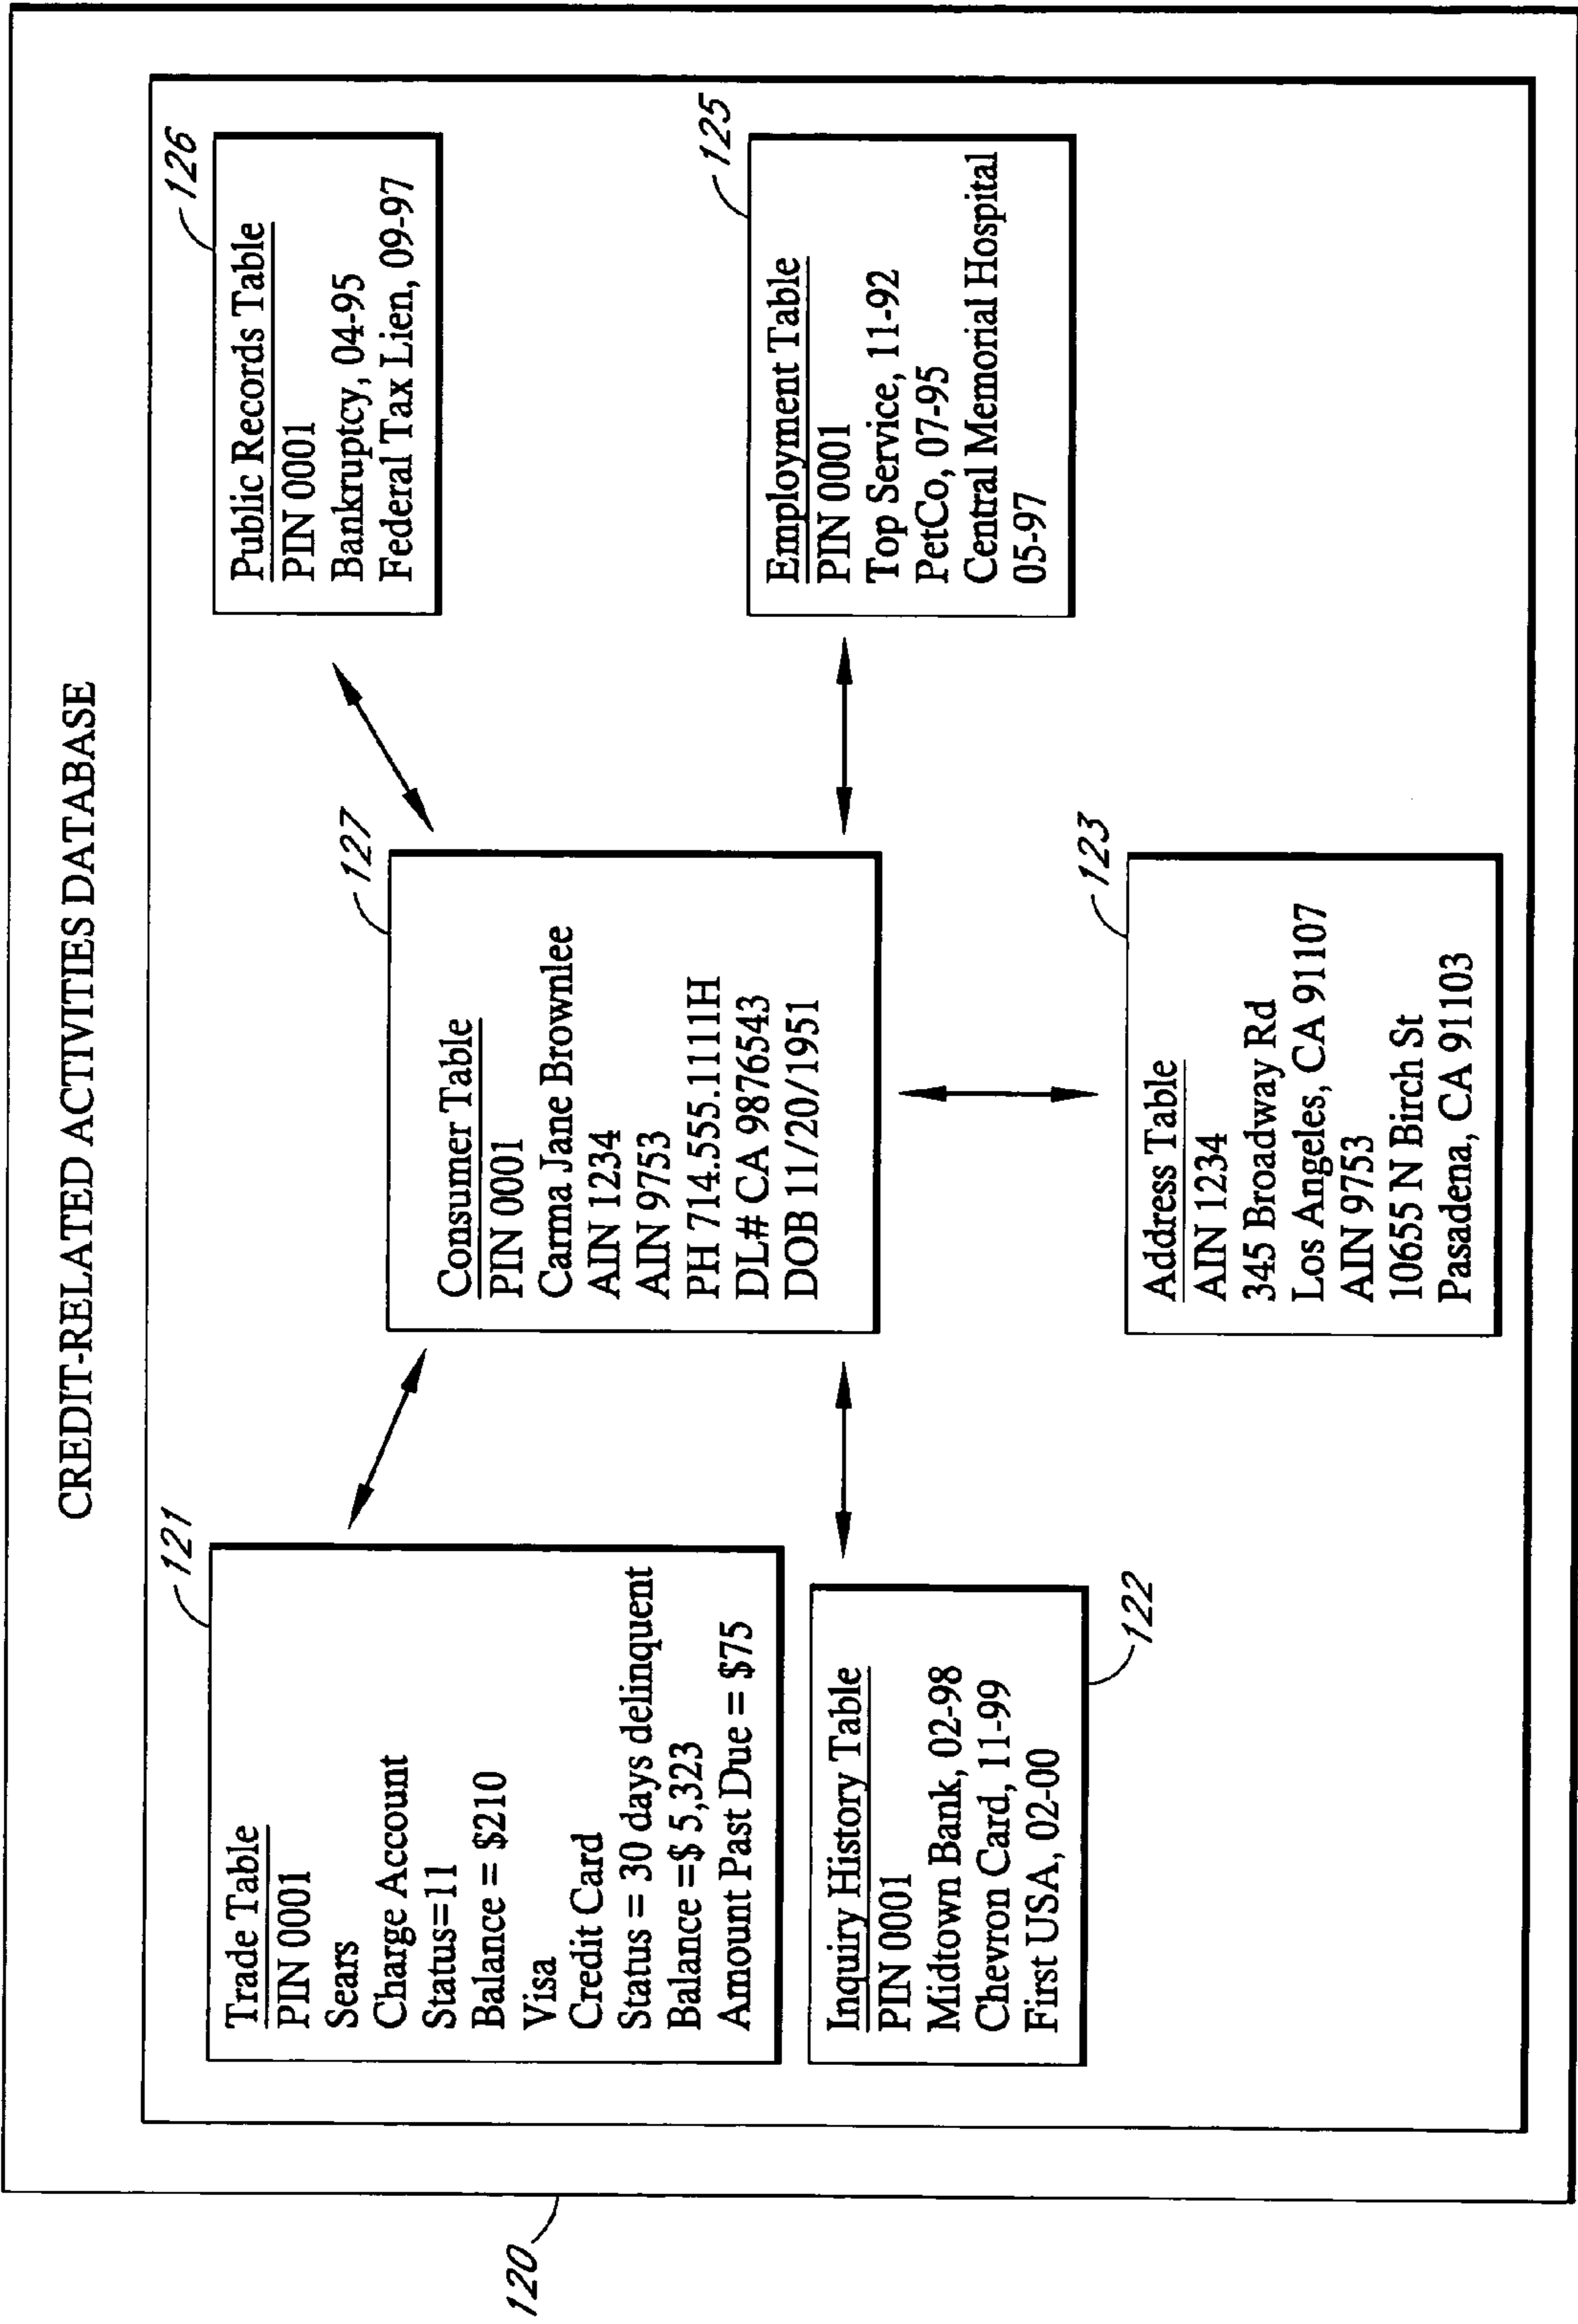 CREDIT-RELATED ACTIVITIES DATABASE
120
121
Trade Table
PIN 0001
Sears
Charge Account
Status=11
Balance = $210
Visa
Credit Card
Status = 30 days delinquent
Balance =$ 5,323
Amount Past Due = $75
122
Inquiry History Table
PIN 0001
Midtown Bank, 02-98
Chevron Card, 11-99
First USA, 02-00
127
Consumer Table
PIN 0001
Carma Jane Brownlee
AIN 1234
AIN 9753
PH 714.555.1111H
DL# CA 9876543
DOB 11/20/1951
123
Address Table
AIN 1234
345 Broadway Rd
Los Angeles, CA 91107
AIN 9753
10655 N Birch St
Pasadena, CA 91103
126
Public Records Table
PIN 0001
Bankruptcy, 04-95
Federal Tax Lien, 09-97
125
Employment Table
PIN 0001
Top Service, 11-92
PetCo, 07-95
Central Memorial Hospital
05-97